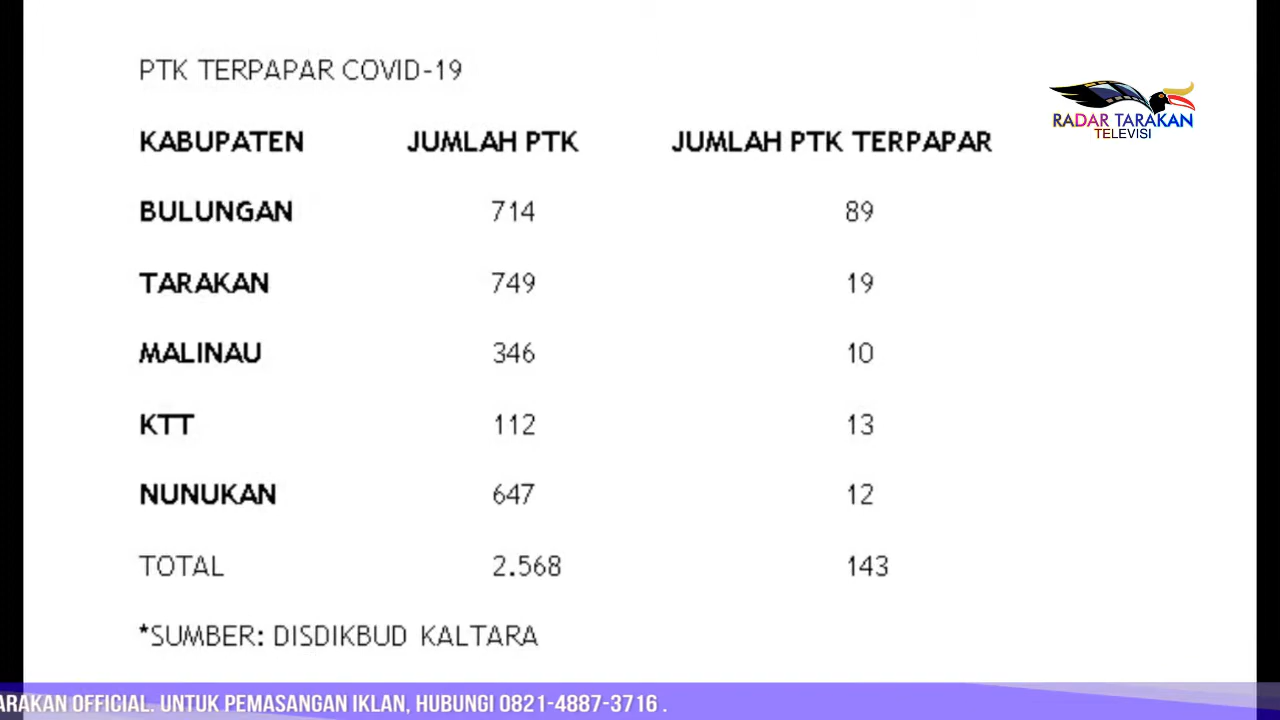 PTK TERPAPAR COVID-19
RADAR TARAKAN
TELEVISI
KABUPATEN JUMLAH PTK JUMLAH PTK TERPAPAR
BULUNGAN 714 89
TARAKAN 749 19
MALINAU 346 10
KTT 112 13
NUNUKAN 647 12
TOTAL 2.568 143
*SUMBER: DISDIKBUD KALTARA
ARAKAN OFFICIAL. UNTUK PEMASANGAN IKLAN, HUBUNGI 0821-4887-3716 .